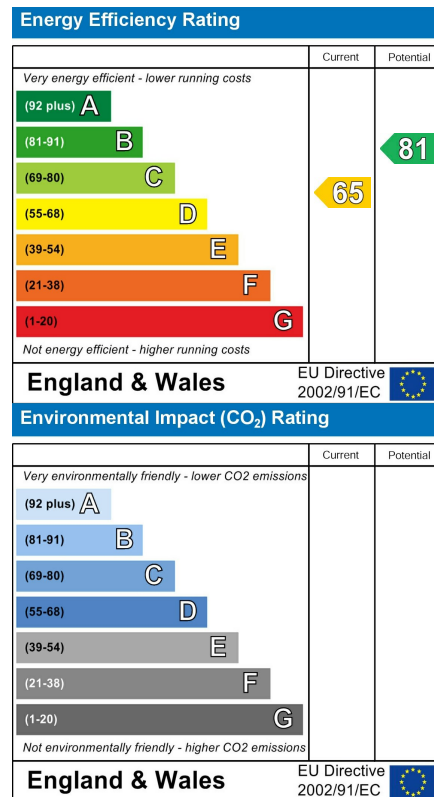 Energy Efficiency Rating
Current Potential
Very energy efficient - lower running costs
(92 plus) A
(81-91) B
81
(69-80) C
65
(55-68) D
(39-54) E
(21-38) F
(1-20) G
Not energy efficient - higher running costs
England & Wales
EU Directive
2002/91/EC
Environmental Impact (CO₂) Rating
Current Potential
Very environmentally friendly - lower CO2 emissions
(92 plus) A
(81-91) B
(69-80) C
(55-68) D
(39-54) E
(21-38) F
(1-20) G
Not environmentally friendly - higher CO2 emissions
England & Wales
EU Directive
2002/91/EC